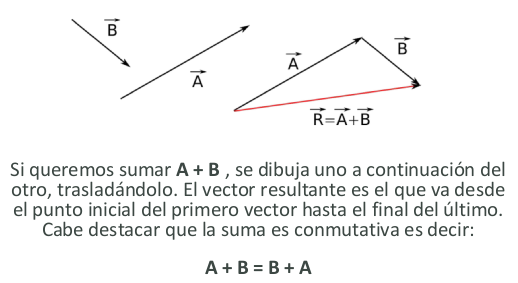 B
A
A
B
R=A+B
Si queremos sumar A + B , se dibuja uno a continuación del
otro, trasladándolo. El vector resultante es el que va desde
el punto inicial del primero vector hasta el final del último.
Cabe destacar que la suma es conmutativa es decir:
A + B = B + A